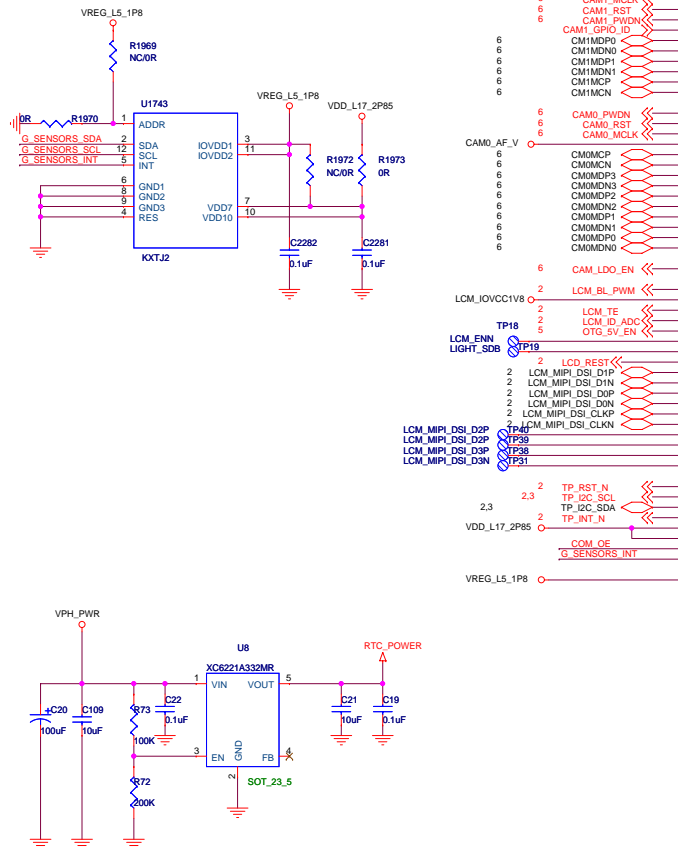 VREG_L5_1P8
R1969
NC/0R
0R
R1970
U1743
1
ADDR
G_SENSORS_SDA
2
SDA
G_SENSORS_SCL
12
SCL
G_SENSORS_INT
5
INT
6
GND1
8
GND2
9
GND3
4
RES
3
IOVDD1
11
IOVDD2
7
VDD7
10
VDD10
KXTJ2
VREG_L5_1P8
VDD_L17_2P85
R1972
NC/0R
R1973
0R
C2282
0.1uF
C2281
0.1uF
6 CAM1_MCLK
6 CAM1_RST
6 CAM1_PWDN
CAM1_GPIO_ID
6 CM1MDP0
6 CM1MDN0
6 CM1MDP1
6 CM1MDN1
6 CM1MCP
6 CM1MCN
6 CAM0_PWDN
6 CAM0_RST
6 CAM0_MCLK
CAM0_AF_V
6 CM0MCP
6 CM0MCN
6 CM0MDP3
6 CM0MDN3
6 CM0MDP2
6 CM0MDN2
6 CM0MDP1
6 CM0MDN1
6 CM0MDP0
6 CM0MDN0
6 CAM_LDO_EN
2 LCM_BL_PWM
LCM_IOVCC1V8
2 LCM_TE
2 LCM_ID_ADC
5 OTG_5V_EN
TP18
LCM_ENN
LIGHT_SDB TP19
2 LCD_REST
2 LCM_MIPI_DSI_D1P
2 LCM_MIPI_DSI_D1N
2 LCM_MIPI_DSI_D0P
2 LCM_MIPI_DSI_D0N
2 LCM_MIPI_DSI_CLKP
2 LCM_MIPI_DSI_CLKN
LCM_MIPI_DSI_D2P TP40
LCM_MIPI_DSI_D2P TP39
LCM_MIPI_DSI_D3P TP38
LCM_MIPI_DSI_D3N TP31
2 TP_RST_N
2,3 TP_I2C_SCL
2,3 TP_I2C_SDA
2 TP_INT_N
VDD_L17_2P85
COM_OE
G_SENSORS_INT
VREG_L5_1P8
VPH_PWR
U8
XC6221A332MR
RTC_POWER
1
VIN
VOUT
5
3
EN
GND
FB
4
2
SOT_23_5
C20
100uF
C109
10uF
R73
100K
C22
0.1uF
R72
200K
C21
10uF
C19
0.1uF